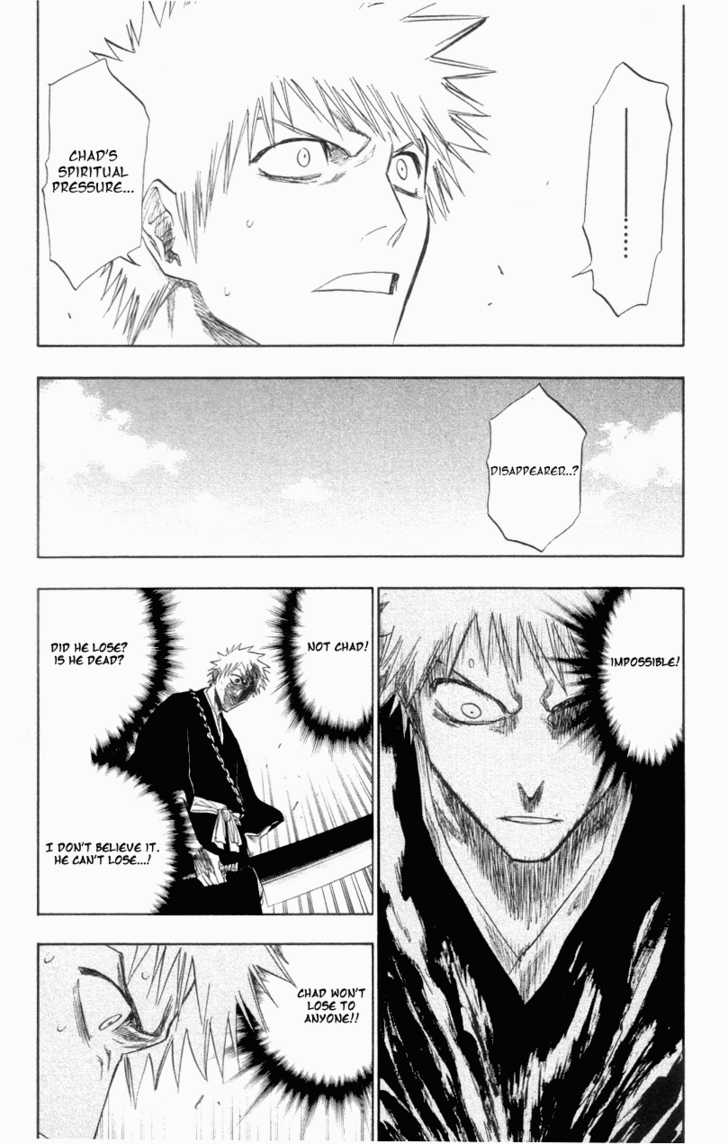 CHAD'S
SPIRITUAL
PRESSURE...
DISAPPEARED..?
IMPOSSIBLE!
NOT CHAD!
DID HE LOSE?
IS HE DEAD?
I DON'T BELIEVE IT.
HE CAN'T LOSE...!
CHAD WON'T
LOSE TO
ANYONE!!